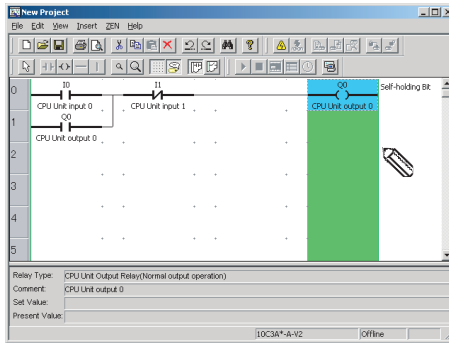 New Project
File Edit View Insert ZEN Help
0 I0 I1 Q0 Self-holding Bit
CPU Unit input 0 CPU Unit input 1 CPU Unit output 0
1 Q0
CPU Unit output 0
2
3
4
5
Relay Type: CPU Unit Output Relay(Normal output operation)
Comment: CPU Unit output 0
Set Value:
Present Value:
10C3A*-A-V2 Offline